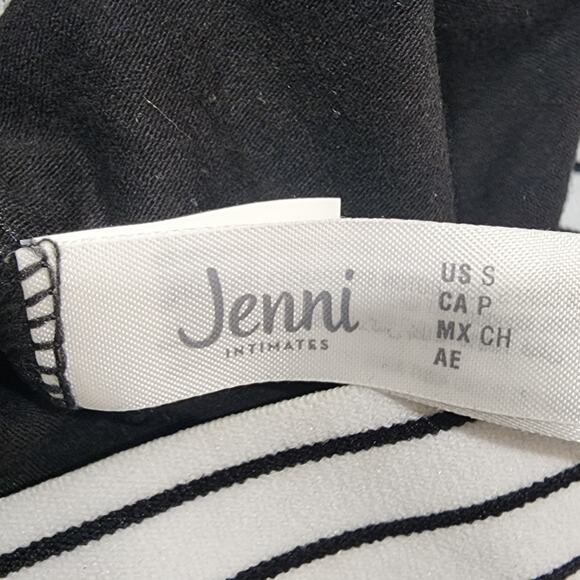 Jenni
INTIMATES
US S
CA P
MX CH
AE